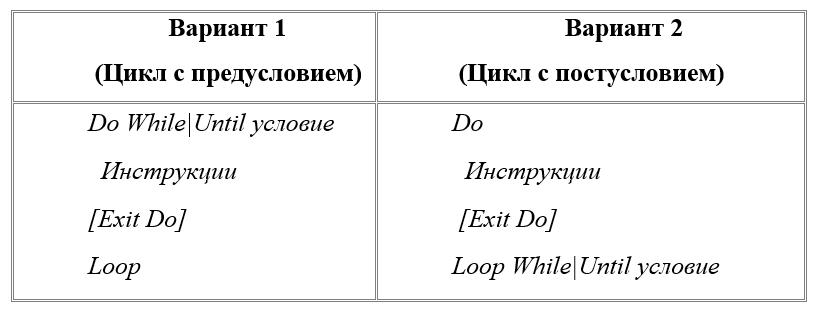 Вариант 1
(Цикл с предусловием)
Вариант 2
(Цикл с постусловием)
Do While|Until условие
Инструкции
[Exit Do]
Loop
Do
Инструкции
[Exit Do]
Loop While|Until условие